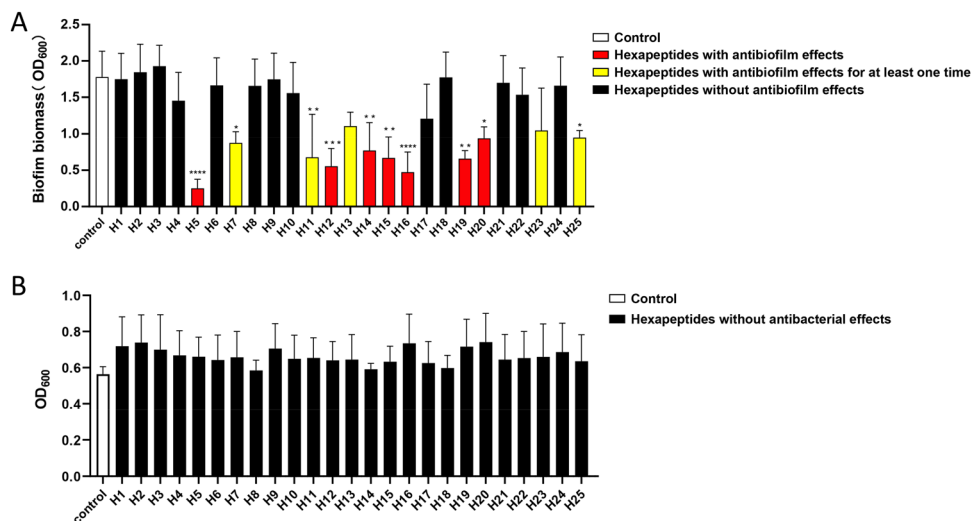 A
Biofim biomass( OD600)
2.5
2.0
1.5
1.0
0.5
0.0
****
*
**
***
**
**
****
**
*
*
control
H1
H2
H3
H4
H5
H6
H7
H8
H9
H10
H11
H12
H13
H14
H15
H16
H17
H18
H19
H20
H21
H22
H23
H24
H25
Control
Hexapeptides with antibiofilm effects
Hexapeptides with antibiofilm effects for at least one time
Hexapeptides without antibiofilm effects
B
OD600
1.0
0.8
0.6
0.4
0.2
0.0
control
H1
H2
H3
H4
H5
H6
H7
H8
H9
H10
H11
H12
H13
H14
H15
H16
H17
H18
H19
H20
H21
H22
H23
H24
H25
Control
Hexapeptides without antibacterial effects